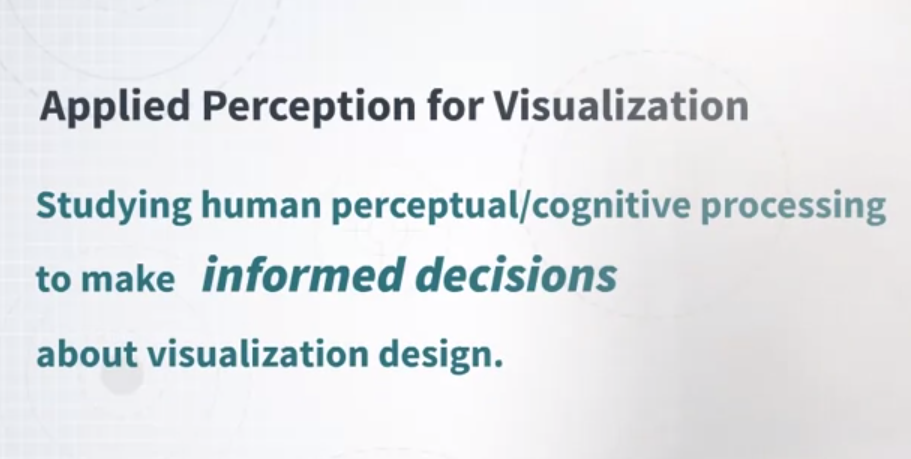 Applied Perception for Visualization
Studying human perceptual/cognitive processing
to make informed decisions
about visualization design.